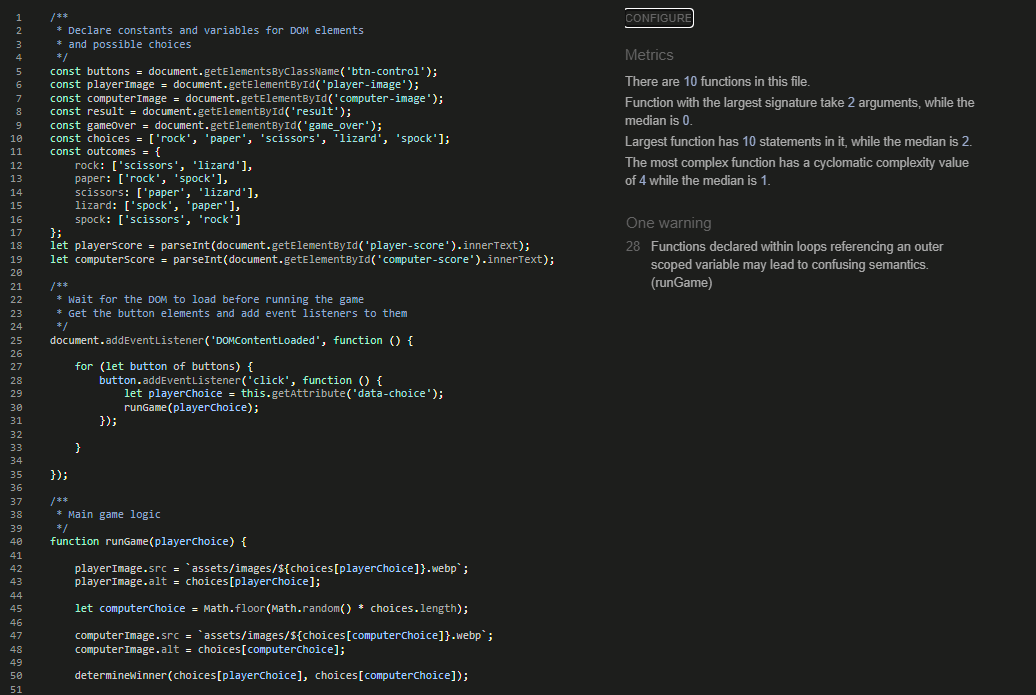 1 /**
2  * Declare constants and variables for DOM elements
3  * and possible choices
4  */
5 const buttons = document.getElementsByClassName('btn-control');
6 const playerImage = document.getElementById('player-image');
7 const computerImage = document.getElementById('computer-image');
8 const result = document.getElementById('result');
9 const gameOver = document.getElementById('game_over');
10 const choices = ['rock', 'paper', 'scissors', 'lizard', 'spock'];
11 const outcomes = {
12     rock: ['scissors', 'lizard'],
13     paper: ['rock', 'spock'],
14     scissors: ['paper', 'lizard'],
15     lizard: ['spock', 'paper'],
16     spock: ['scissors', 'rock']
17 };
18 let playerScore = parseInt(document.getElementById('player-score').innerText);
19 let computerScore = parseInt(document.getElementById('computer-score').innerText);
20
21 /**
22  * Wait for the DOM to load before running the game
23  * Get the button elements and add event listeners to them
24  */
25 document.addEventListener('DOMContentLoaded', function () {
26
27     for (let button of buttons) {
28         button.addEventListener('click', function () {
29             let playerChoice = this.getAttribute('data-choice');
30             runGame(playerChoice);
31         });
32
33     }
34
35 });
36
37 /**
38  * Main game logic
39  */
40 function runGame(playerChoice) {
41
42     playerImage.src = `assets/images/${choices[playerChoice]}.webp`;
43     playerImage.alt = choices[playerChoice];
44
45     let computerChoice = Math.floor(Math.random() * choices.length);
46
47     computerImage.src = `assets/images/${choices[computerChoice]}.webp`;
48     computerImage.alt = choices[computerChoice];
49
50     determineWinner(choices[playerChoice], choices[computerChoice]);
51
CONFIGURE
Metrics
There are 10 functions in this file.
Function with the largest signature take 2 arguments, while the
median is 0.
Largest function has 10 statements in it, while the median is 2.
The most complex function has a cyclomatic complexity value
of 4 while the median is 1.
One warning
28 Functions declared within loops referencing an outer
scoped variable may lead to confusing semantics.
(runGame)